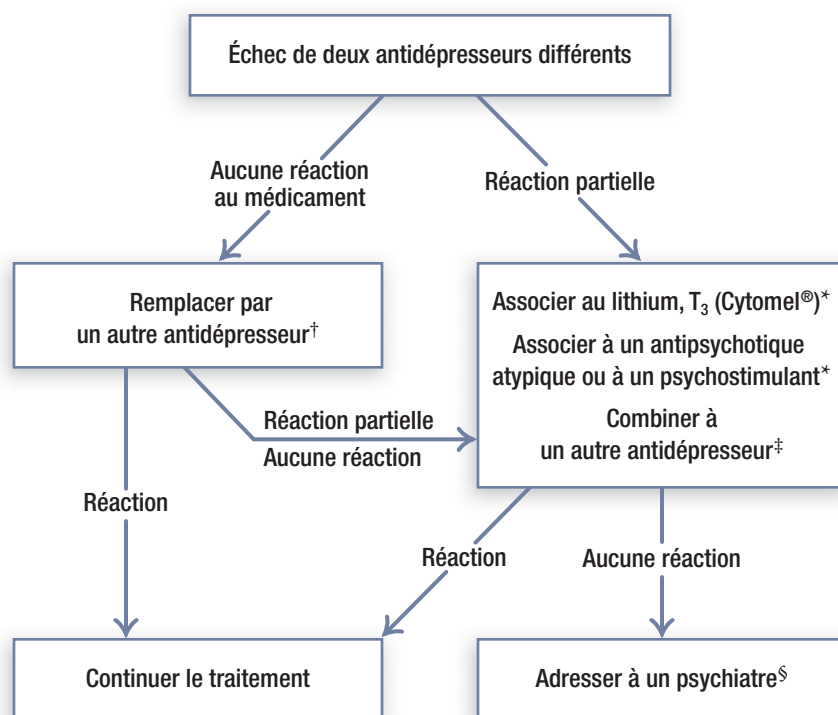 Échec de deux antidépresseurs différents
Aucune réaction
au médicament
Réaction partielle
Remplacer par
un autre antidépresseur†
Associer au lithium, T₃ (Cytomel®)*
Associer à un antipsychotique
atypique ou à un psychostimulant*
Combiner à
un autre antidépresseur‡
Réaction partielle
Aucune réaction
Réaction
Réaction
Aucune réaction
Continuer le traitement
Adresser à un psychiatre§